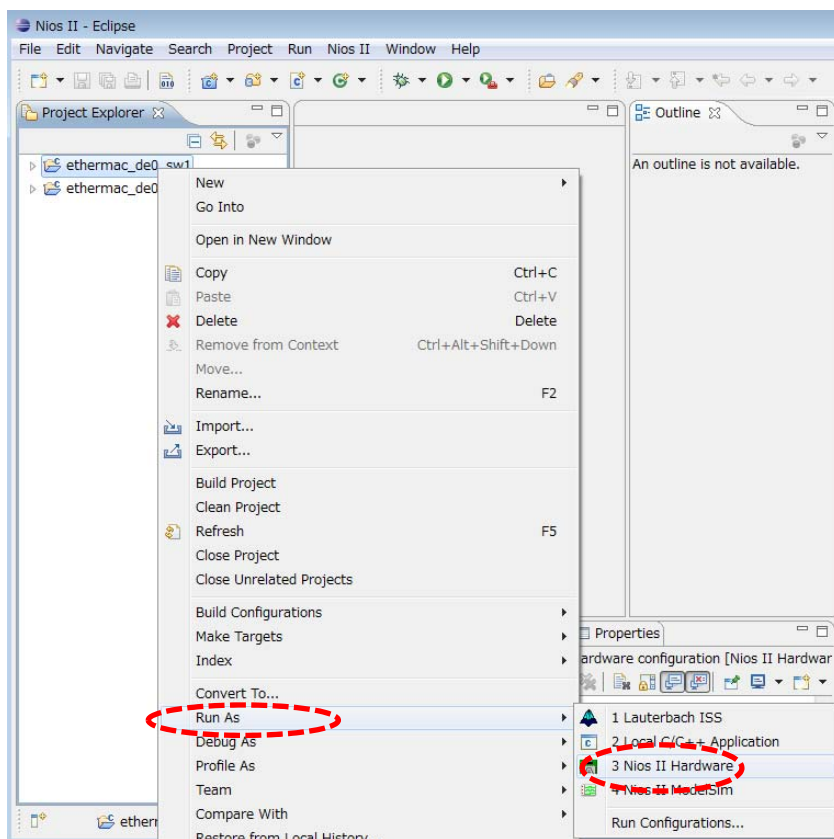 Nios II - Eclipse
File Edit Navigate Search Project Run Nios II Window Help
Project Explorer
Outline
ethermac_de0_sw1
An outline is not available.
ethermac_de0
New
Go Into
Open in New Window
Copy Ctrl+C
Paste Ctrl+V
Delete Delete
Remove from Context Ctrl+Alt+Shift+Down
Move...
Rename... F2
Import...
Export...
Build Project
Clean Project
Refresh F5
Close Project
Close Unrelated Projects
Build Configurations
Make Targets
Properties
Index
ardware configuration [Nios II Hardwar
Convert To...
Run As
1 Lauterbach ISS
Debug As
2 Local C/C++ Application
Profile As
3 Nios II Hardware
Team
4 Nios II ModelSim
Compare With
Run Configurations...
ether
Restore from Local History...